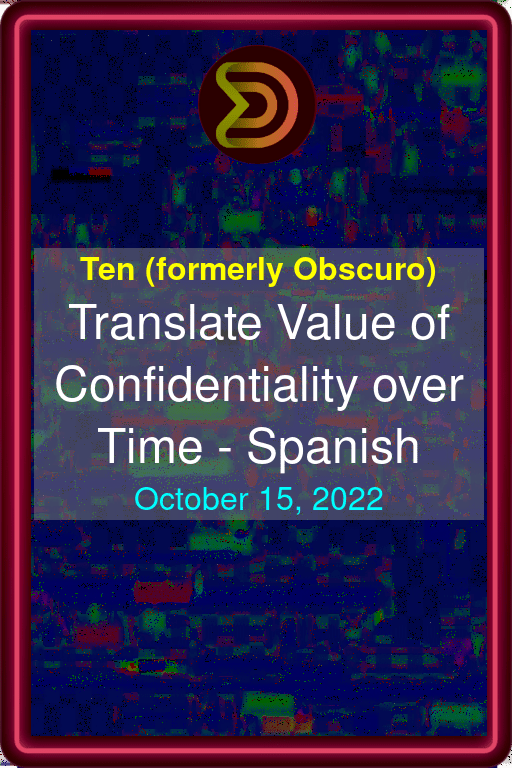 Ten (formerly Obscuro)
Translate Value of
Confidentiality over
Time - Spanish
October 15, 2022